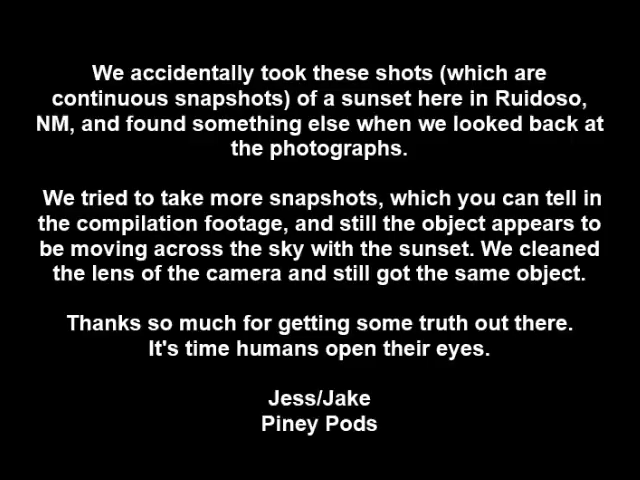 We accidentally took these shots (which are
continuous snapshots) of a sunset here in Ruidoso,
NM, and found something else when we looked back at
the photographs.
We tried to take more snapshots, which you can tell in
the compilation footage, and still the object appears to
be moving across the sky with the sunset. We cleaned
the lens of the camera and still got the same object.
Thanks so much for getting some truth out there.
It's time humans open their eyes.
Jess/Jake
Piney Pods